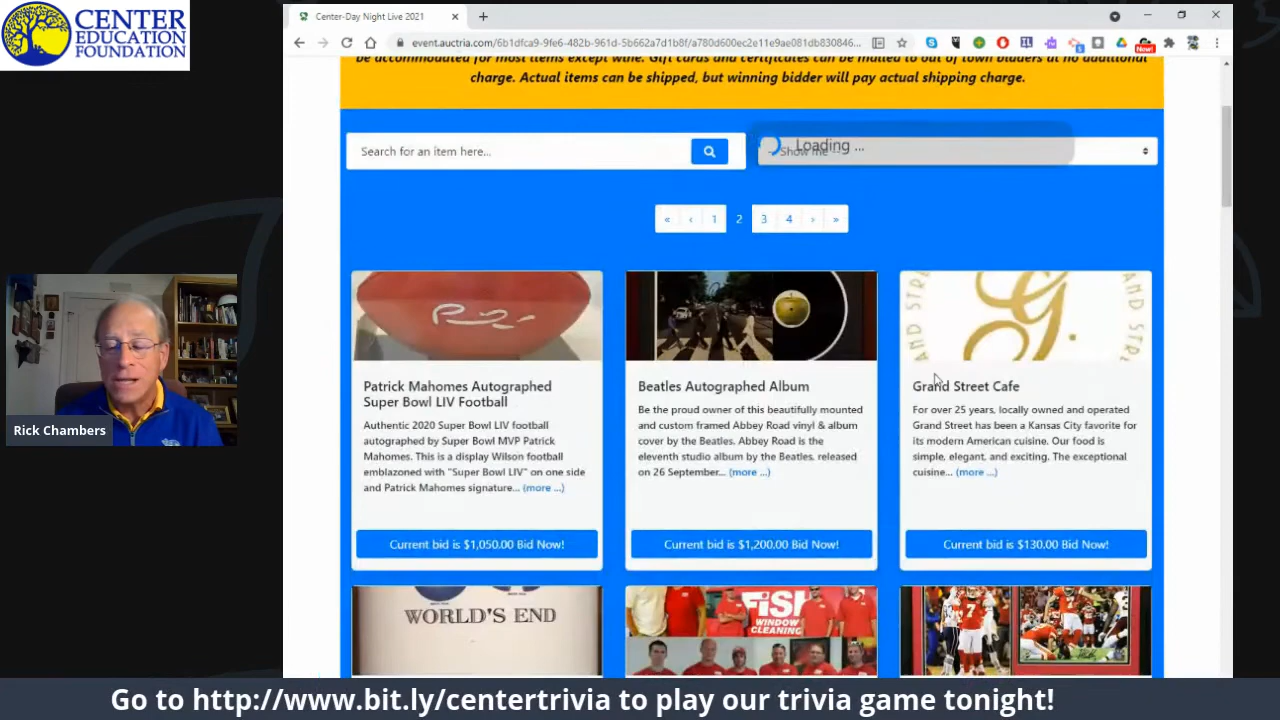 CENTER
EDUCATION
FOUNDATION
Center-Day Night Live 2021
event.auctria.com/6b1dfca9-9fe6-482b-961d-5b662a7d1b8f/a780d600ec2e11e9ae081db830846...
New!
be accommodated for most items except wine. Gift cards and certificates can be mailed to out of town bidders at no additional
charge. Actual items can be shipped, but winning bidder will pay actual shipping charge.
Search for an item here...
Loading ...
-- Show me --
« ‹ 1 2 3 4 › »
AND STRE
G.
AND STRE
Patrick Mahomes Autographed
Super Bowl LIV Football
Authentic 2020 Super Bowl LIV football
autographed by Super Bowl MVP Patrick
Mahomes. This is a display Wilson football
emblazoned with "Super Bowl LIV" on one side
and Patrick Mahomes signature... (more ...)
Current bid is $1,050.00 Bid Now!
Beatles Autographed Album
Be the proud owner of this beautifully mounted
and custom framed Abbey Road vinyl & album
cover by the Beatles. Abbey Road is the
eleventh studio album by the Beatles, released
on 26 September... (more ...)
Current bid is $1,200.00 Bid Now!
Grand Street Cafe
For over 25 years, locally owned and operated
Grand Street has been a Kansas City favorite for
its modern American cuisine. Our food is
simple, elegant, and exciting. The exceptional
cuisine... (more ...)
Current bid is $130.00 Bid Now!
WORLD'S END
FiSH
WINDOW
CLEANING
Rick Chambers
Go to http://www.bit.ly/centertrivia to play our trivia game tonight!